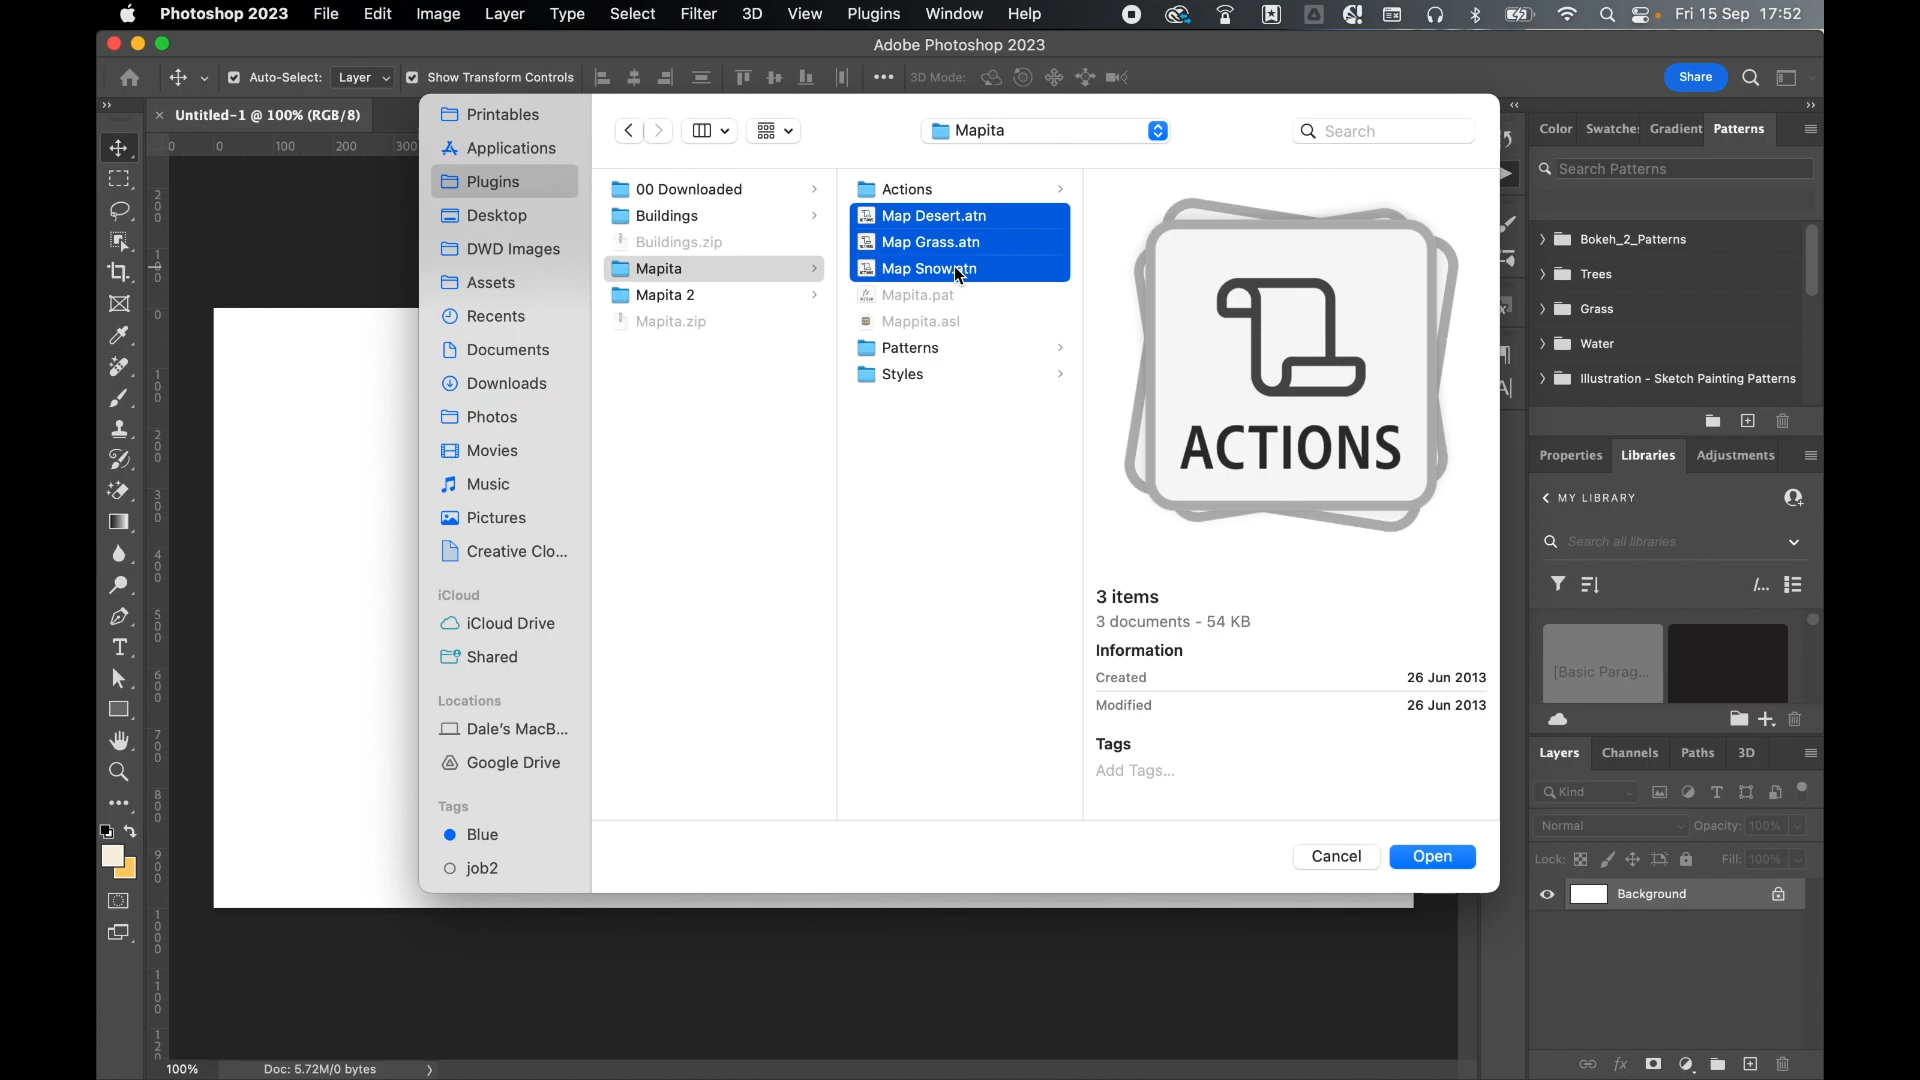 Photoshop 2023 File Edit Image Layer Type Select Filter 3D View Plugins Window Help Fri 15 Sep 17:52
Adobe Photoshop 2023
Auto-Select: Layer Show Transform Controls 3D Mode: Share
Untitled-1 @ 100% (RGB/8)
0 0 100 200 300
Printables
Applications
Plugins
Desktop
DWD Images
Assets
Recents
Documents
Downloads
Photos
Movies
Music
Pictures
Creative Clo...
iCloud
iCloud Drive
Shared
Locations
Dale's MacB...
Google Drive
Tags
Blue
job2
Mapita
Search
00 Downloaded
Buildings
Buildings.zip
Mapita
Mapita 2
Mapita.zip
Actions
Map Desert.atn
Map Grass.atn
Map Snow.atn
Mapita.pat
Mappita.asl
Patterns
Styles
ACTIONS
3 items
3 documents - 54 KB
Information
Created 26 Jun 2013
Modified 26 Jun 2013
Tags
Add Tags...
Cancel Open
Color Swatches Gradient Patterns
Search Patterns
Bokeh_2_Patterns
Trees
Grass
Water
Illustration - Sketch Painting Patterns
Properties Libraries Adjustments
MY LIBRARY
Search all libraries
[Basic Parag...
Layers Channels Paths 3D
Kind
Normal Opacity: 100%
Lock: Fill: 100%
Background
100% Doc: 5.72M/0 bytes